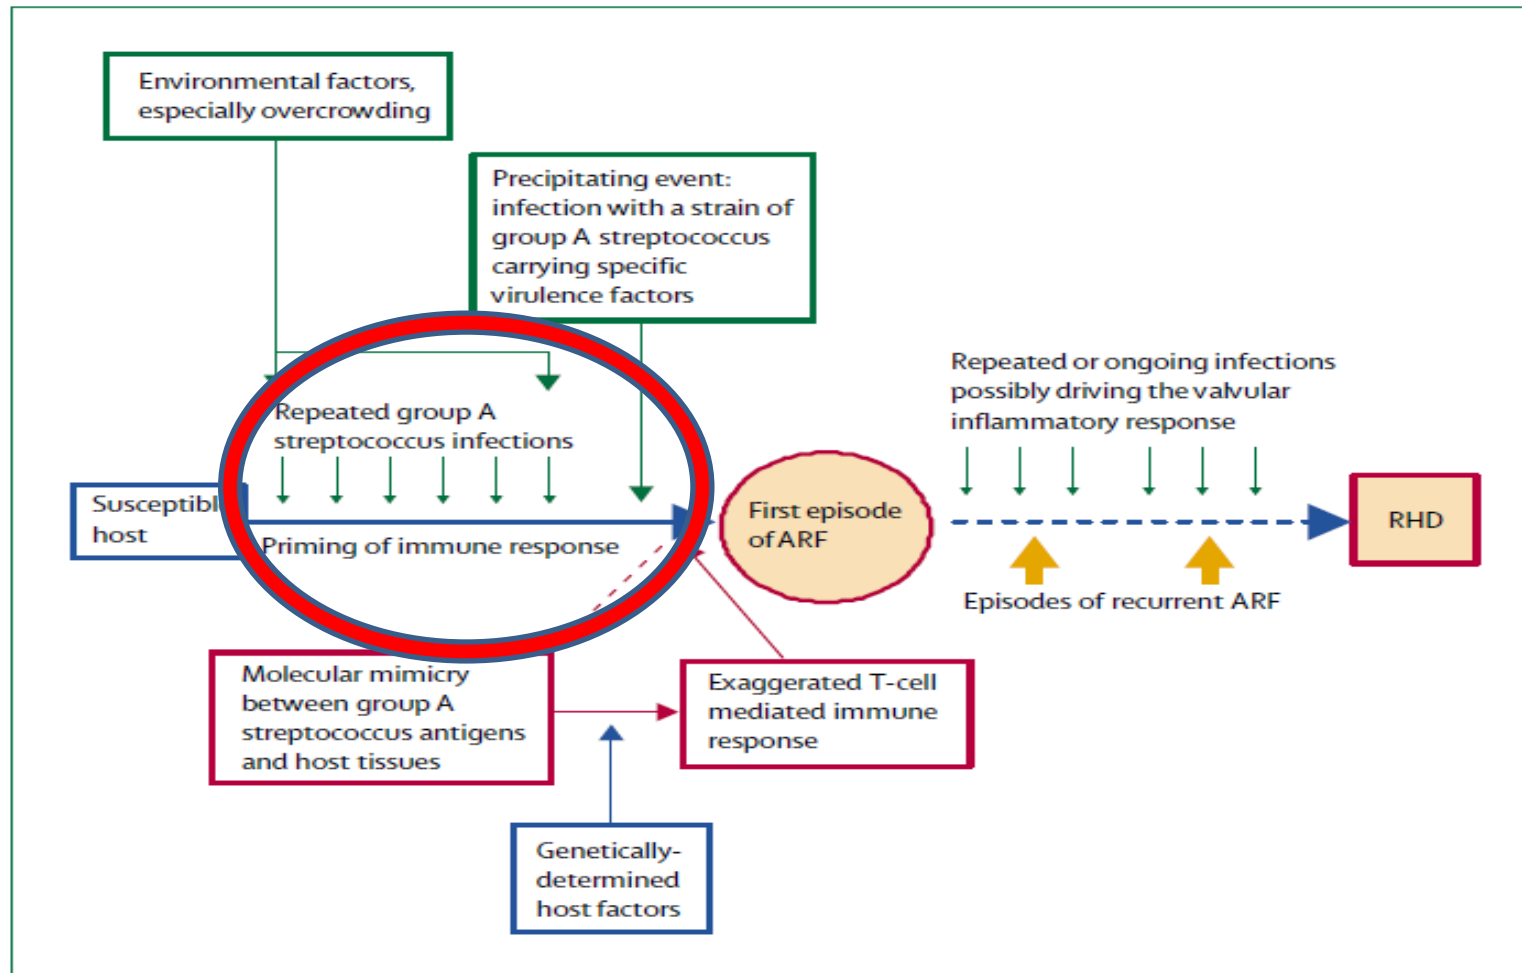 Environmental factors,
especially overcrowding
Precipitating event:
infection with a strain of
group A streptococcus
carrying specific
virulence factors
Repeated group A
streptococcus infections
Repeated or ongoing infections
possibly driving the valvular
inflammatory response
Susceptible
host
Priming of immune response
First episode
of ARF
RHD
Episodes of recurrent ARF
Molecular mimicry
between group A
streptococcus antigens
and host tissues
Exaggerated T-cell
mediated immune
response
Genetically-
determined
host factors